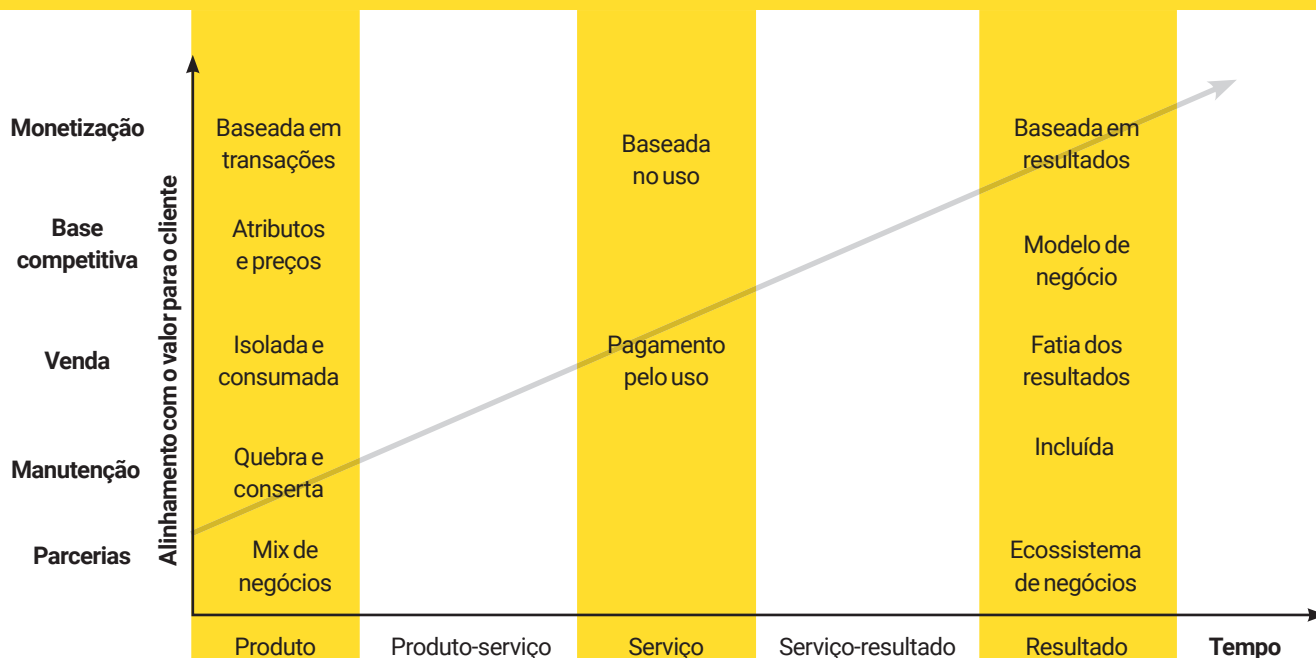 Monetização
Baseada em
transações
Baseada
no uso
Baseada em
resultados
Base
competitiva
Atributos
e preços
Modelo de
negócio
Venda
Isolada e
consumada
Pagamento
pelo uso
Fatia dos
resultados
Manutenção
Quebra e
conserta
Incluída
Parcerias
Mix de
negócios
Ecossistema
de negócios
Alinhamento com o valor para o cliente
Produto
Produto-serviço
Serviço
Serviço-resultado
Resultado
Tempo